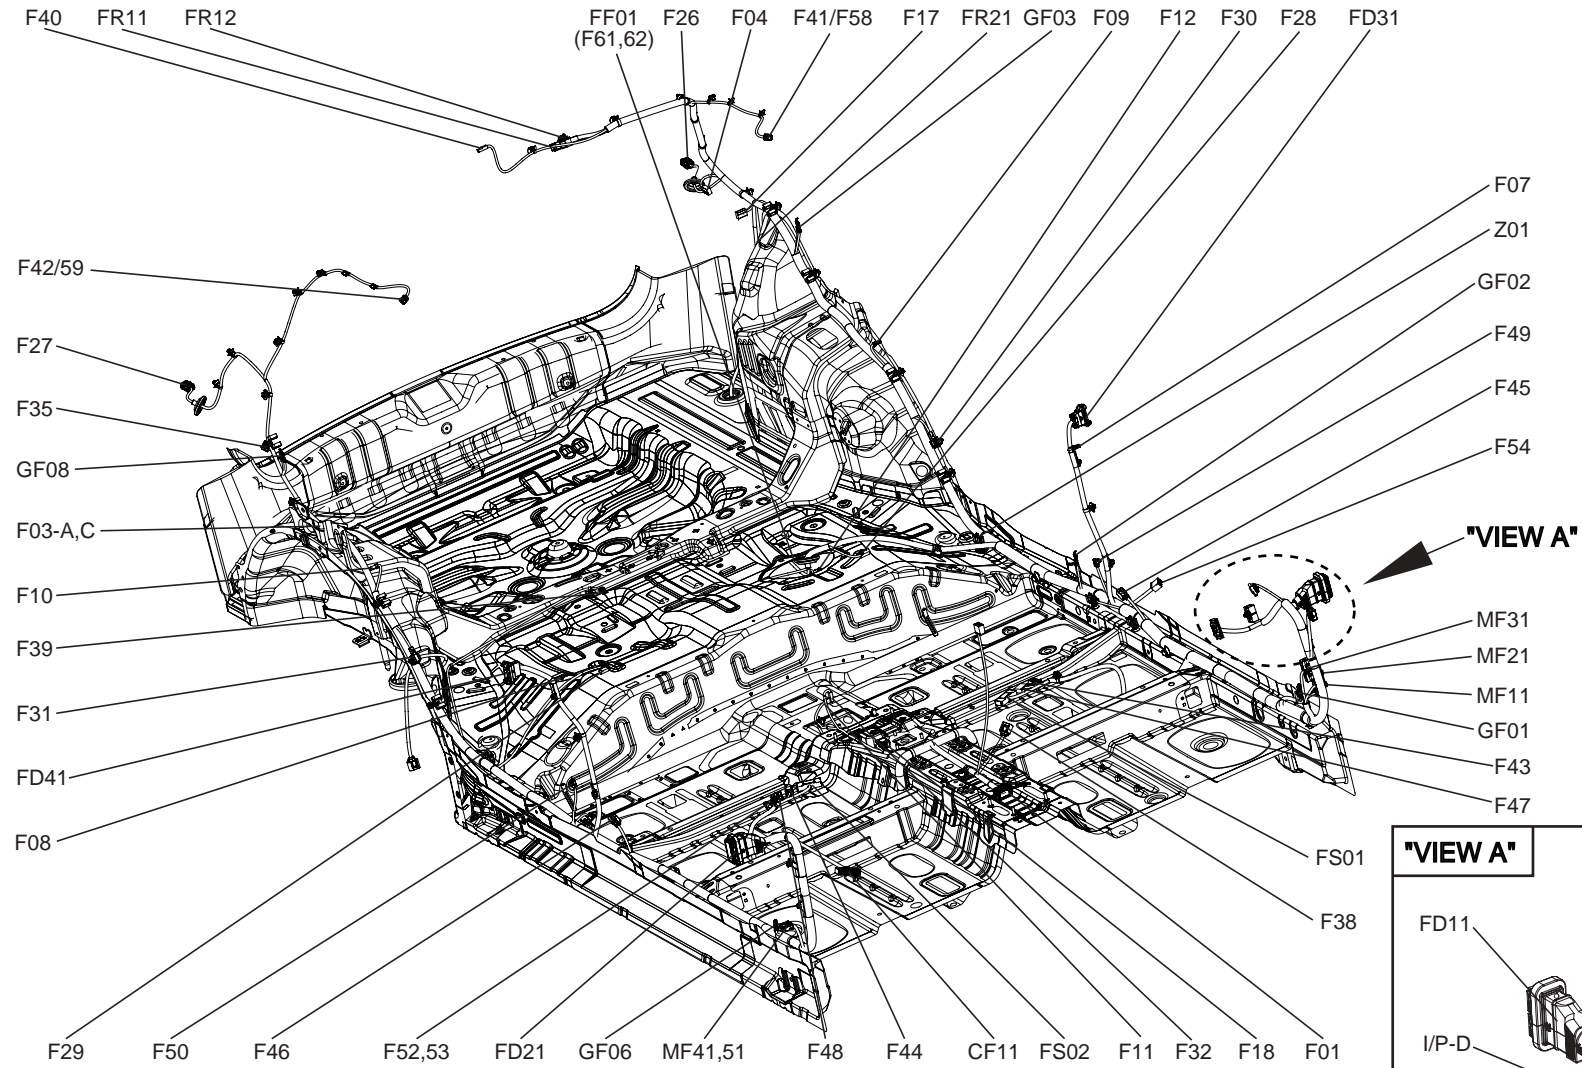 F40 FR11 FR12 FF01 F26 F04 F41/F58 F17 FR21 GF03 F09 F12 F30 F28 FD31
(F61,62)
F07
Z01
F42/59
GF02
F49
F27
F45
F35
F54
GF08
F03-A,C
"VIEW A"
F10
MF31
F39
MF21
MF11
F31
GF01
F43
FD41
F47
F08
"VIEW A"
FS01
F38
FD11
I/P-D
F29 F50 F46 F52,53 FD21 GF06 MF41,51 F48 F44 CF11 FS02 F11 F32 F18 F01